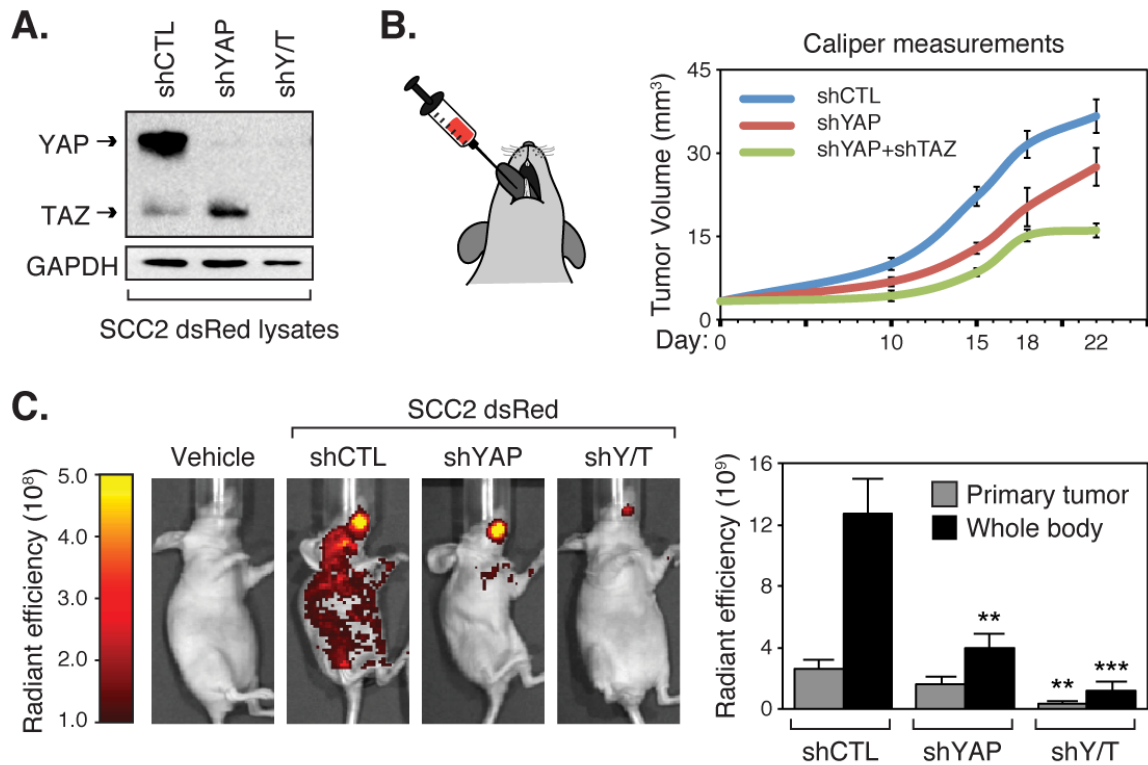 A.
shCTL
shYAP
shY/T
YAP →
TAZ →
GAPDH
SCC2 dsRed lysates
B.
Caliper measurements
Tumor Volume (mm³)
45
30
15
0
shCTL
shYAP
shYAP+shTAZ
Day: 0 10 15 18 22
C.
SCC2 dsRed
Vehicle shCTL shYAP shY/T
Radiant efficiency (10⁸)
5.0
4.0
3.0
2.0
1.0
Radiant efficiency (10⁹)
16
12
8
4
0
Primary tumor
Whole body
**
** ***
shCTL shYAP shY/T